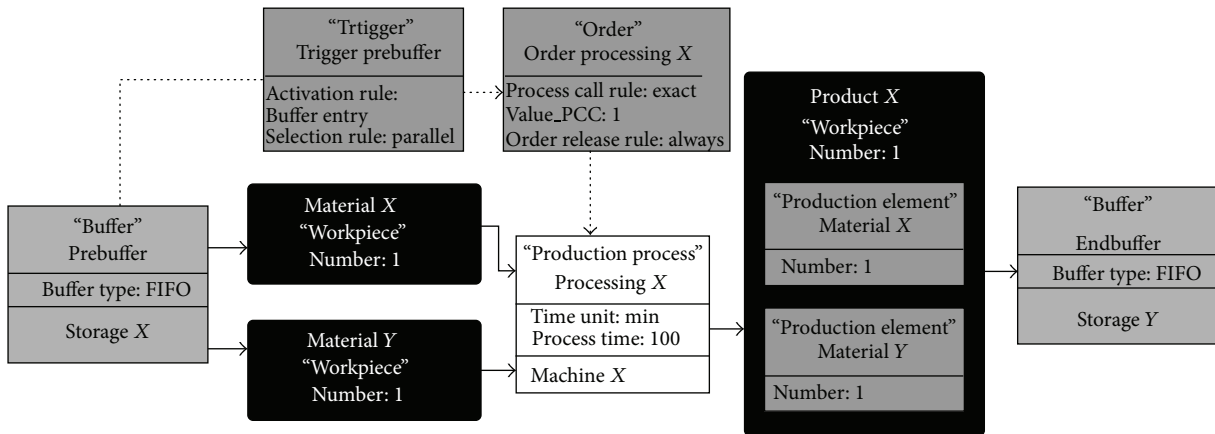 “Trtigger”
Trigger prebuffer
Activation rule:
Buffer entry
Selection rule: parallel
“Order”
Order processing X
Process call rule: exact
Value_PCC: 1
Order release rule: always
“Buffer”
Prebuffer
Buffer type: FIFO
Storage X
Material X
“Workpiece”
Number: 1
Material Y
“Workpiece”
Number: 1
“Production process”
Processing X
Time unit: min
Process time: 100
Machine X
Product X
“Workpiece”
Number: 1
“Production element”
Material X
Number: 1
“Production element”
Material Y
Number: 1
“Buffer”
Endbuffer
Buffer type: FIFO
Storage Y